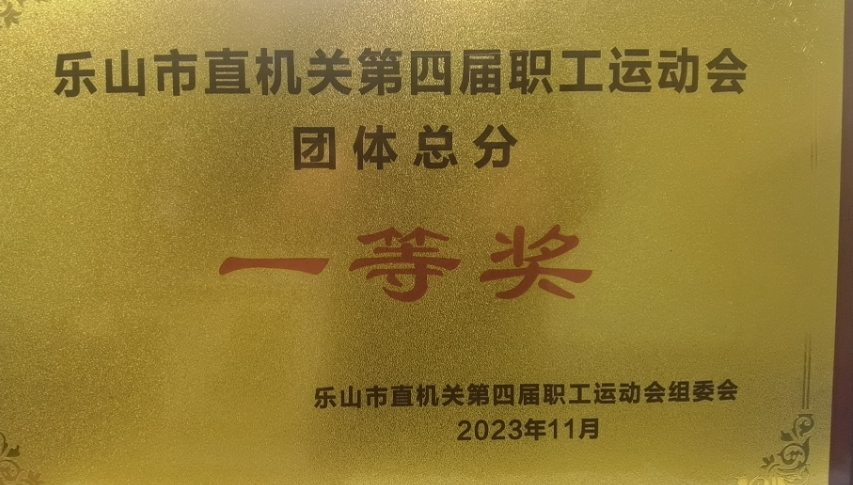 乐山市直机关第四届职工运动会
团体总分
一等奖
乐山市直机关第四届职工运动会组委会
2023年11月